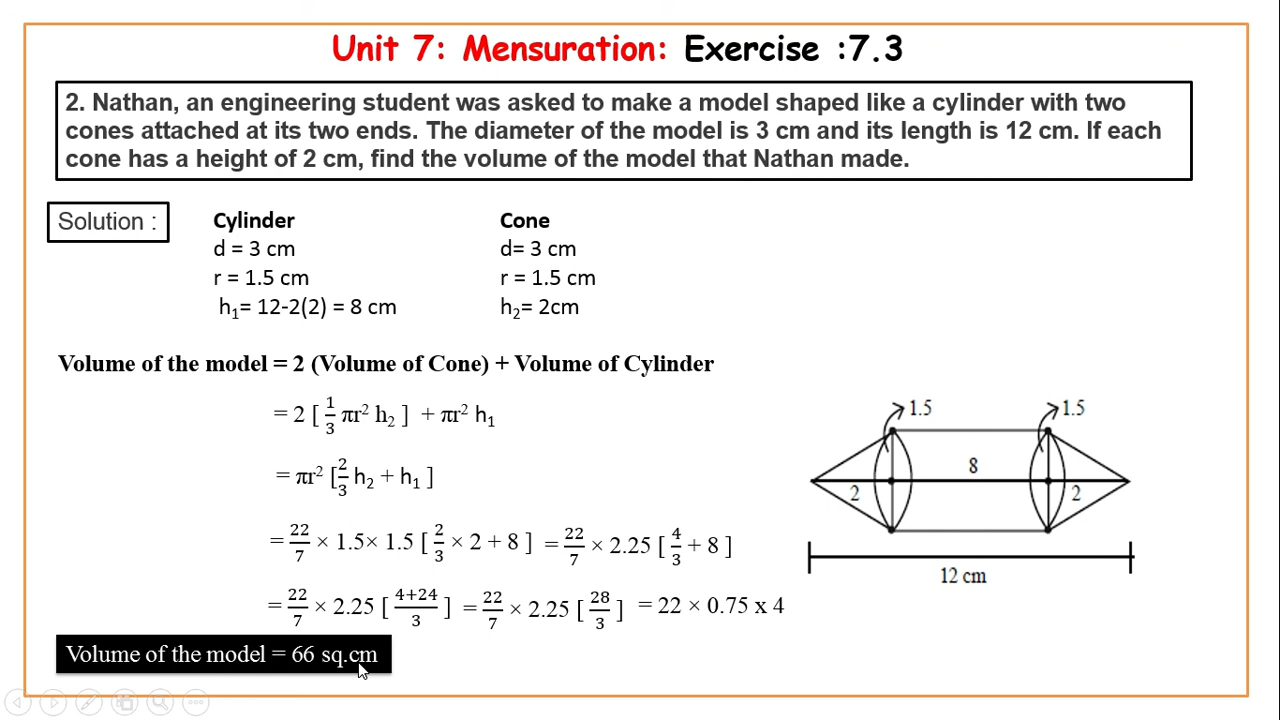 Unit 7: Mensuration: Exercise :7.3
2. Nathan, an engineering student was asked to make a model shaped like a cylinder with two
cones attached at its two ends. The diameter of the model is 3 cm and its length is 12 cm. If each
cone has a height of 2 cm, find the volume of the model that Nathan made.
Solution :
Cylinder
d = 3 cm
r = 1.5 cm
h₁= 12-2(2) = 8 cm
Cone
d= 3 cm
r = 1.5 cm
h₂= 2cm
Volume of the model = 2 (Volume of Cone) + Volume of Cylinder
= 2 [ 1/3 πr² h₂ ] + πr² h₁
= πr² [2/3 h₂ + h₁ ]
= 22/7 × 1.5× 1.5 [ 2/3 × 2 + 8 ] = 22/7 × 2.25 [ 4/3 + 8 ]
= 22/7 × 2.25 [ 4+24/3 ] = 22/7 × 2.25 [ 28/3 ] = 22 × 0.75 x 4
Volume of the model = 66 sq.cm
1.5 1.5
8
2 2
12 cm